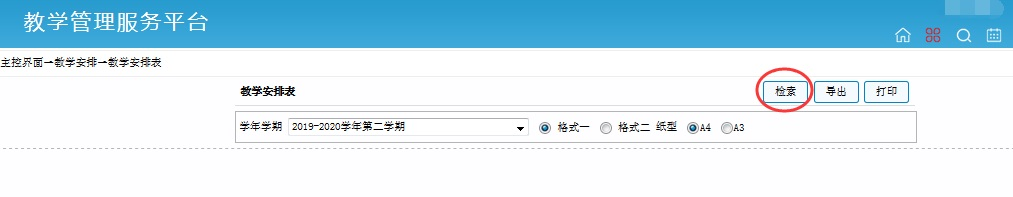 教学管理服务平台
主控界面→教学安排→教学安排表
教学安排表 检索 导出 打印
学年学期 2019-2020学年第二学期 格式一 格式二 纸型 A4 A3